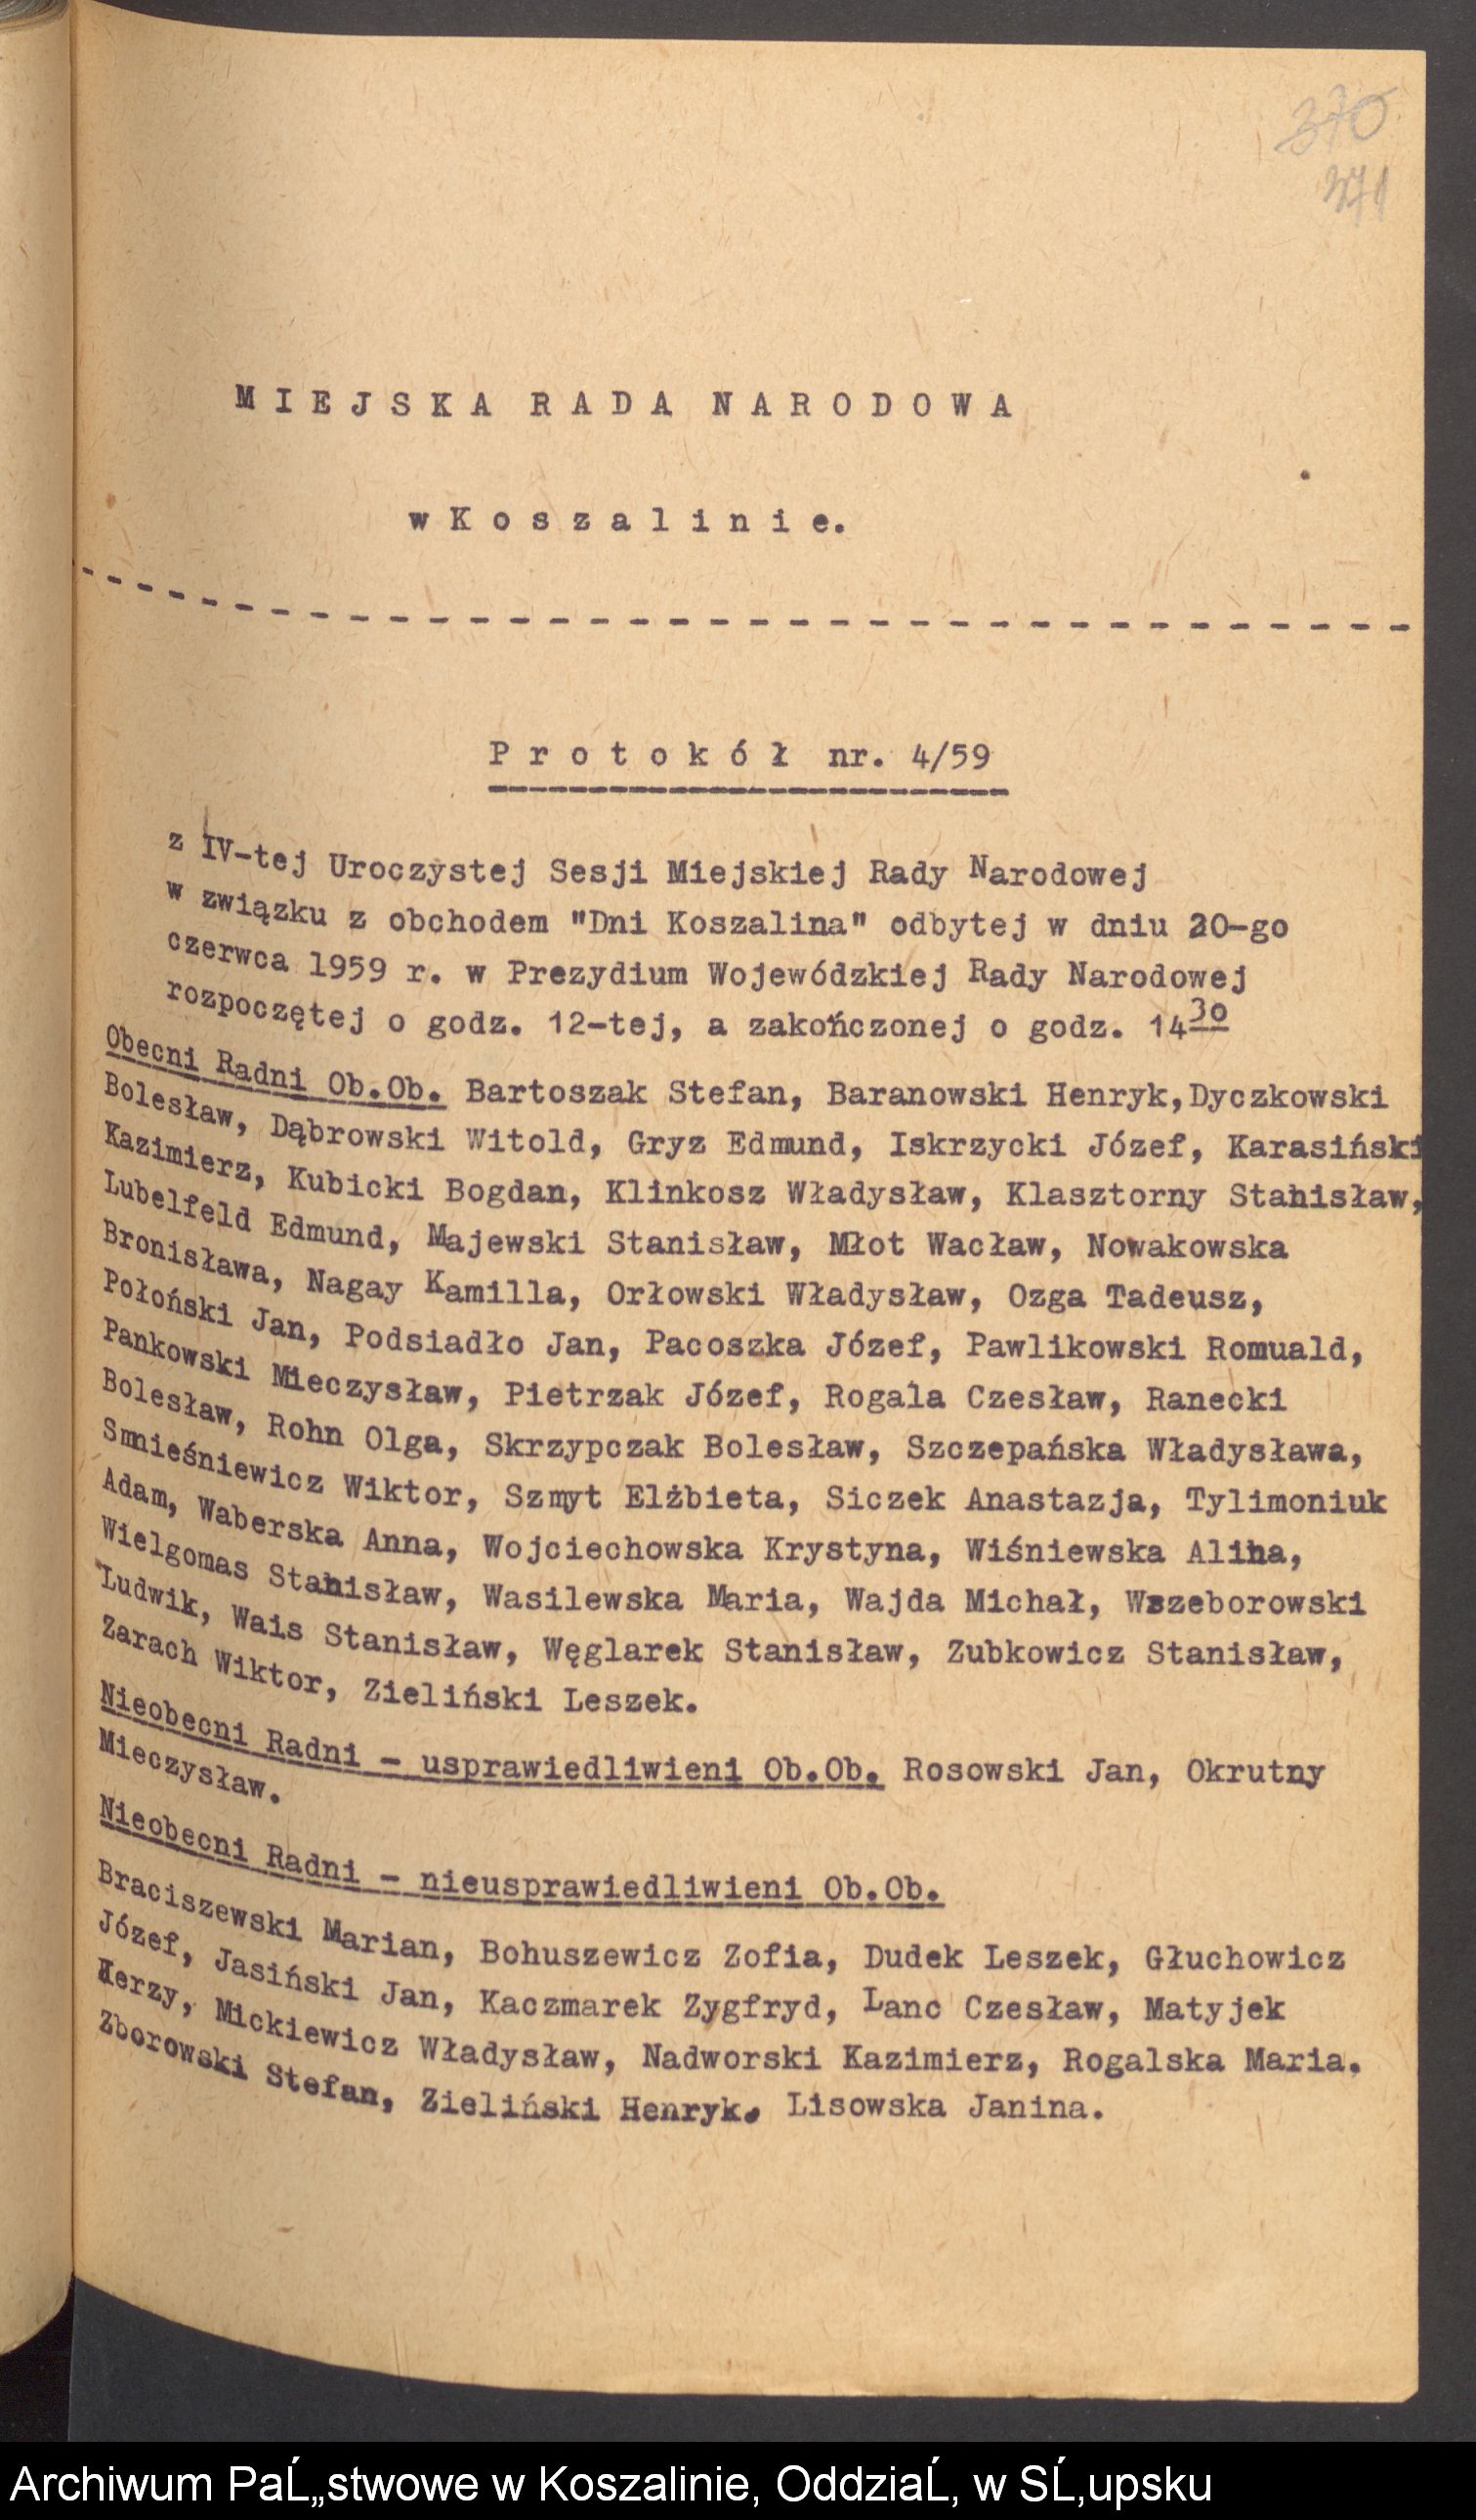 370
371
MIEJSKA RADA NARODOWA
w Koszalinie.
Protokół nr. 4/59
z IV-tej Uroczystej Sesji Miejskiej Rady Narodowej
w związku z obchodem "Dni Koszalina" odbytej w dniu 20-go
czerwca 1959 r. w Prezydium Wojewódzkiej Rady Narodowej
rozpoczętej o godz. 12-tej, a zakończonej o godz. 14 30
Obecni Radni Ob.Ob. Bartoszak Stefan, Baranowski Henryk,Dyczkowski
Bolesław, Dąbrowski Witold, Gryz Edmund, Iskrzycki Józef, Karasiński
Kazimierz, Kubicki Bogdan, Klinkosz Władysław, Klasztorny Stanisław,
Lubelfeld Edmund, Majewski Stanisław, Młot Wacław, Nowakowska
Bronisława, Nagay Kamilla, Orłowski Władysław, Ozga Tadeusz,
Połoński Jan, Podsiadło Jan, Pacoszka Józef, Pawlikowski Romuald,
Pankowski Mieczysław, Pietrzak Józef, Rogala Czesław, Ranecki
Bolesław, Rohn Olga, Skrzypczak Bolesław, Szczepańska Władysława,
Smnieśniewicz Wiktor, Szmyt Elżbieta, Siczek Anastazja, Tylimoniuk
Adam, Waberska Anna, Wojciechowska Krystyna, Wiśniewska Alina,
Wielgomas Stanisław, Wasilewska Maria, Wajda Michał, Wszeborowski
Ludwik, Wais Stanisław, Węglarek Stanisław, Zubkowicz Stanisław,
Zarach Wiktor, Zieliński Leszek.
Nieobecni Radni - usprawiedliwieni Ob.Ob. Rosowski Jan, Okrutny
Mieczysław.
Nieobecni Radni - nieusprawiedliwieni Ob.Ob.
Braciszewski Marian, Bohuszewicz Zofia, Dudek Leszek, Głuchowicz
Józef, Jasiński Jan, Kaczmarek Zygfryd, Lanc Czesław, Matyjek
Jerzy, Mickiewicz Władysław, Nadworski Kazimierz, Rogalska Maria,
Zborowski Stefan, Zieliński Henryk. Lisowska Janina.
Archiwum PaĹ„stwowe w Koszalinie, OddziaĹ‚ w SĹ‚upsku